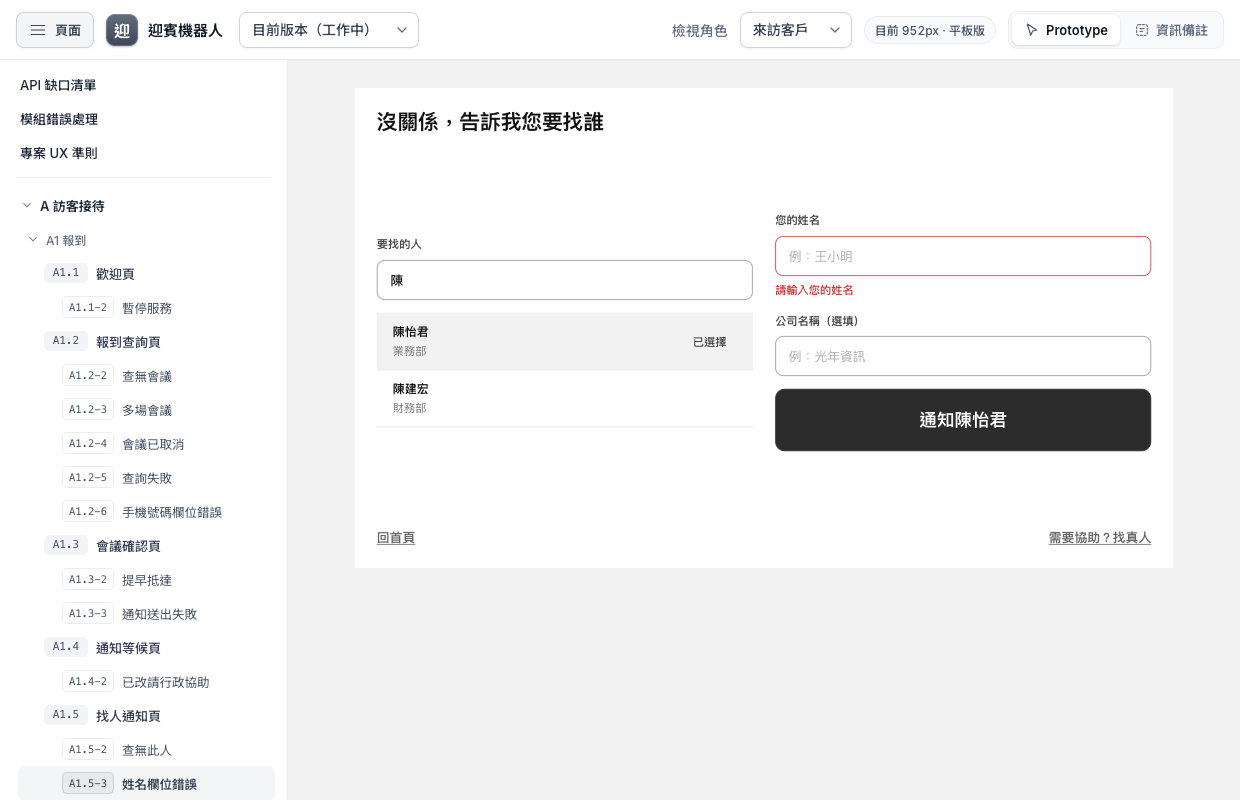 頁面
迎
迎賓機器人
目前版本（工作中）
檢視角色
來訪客戶
目前 952px · 平板版
Prototype
資訊備註
API 缺口清單
模組錯誤處理
專案 UX 準則
A 訪客接待
A1 報到
A1.1 歡迎頁
A1.1-2 暫停服務
A1.2 報到查詢頁
A1.2-2 查無會議
A1.2-3 多場會議
A1.2-4 會議已取消
A1.2-5 查詢失敗
A1.2-6 手機號碼欄位錯誤
A1.3 會議確認頁
A1.3-2 提早抵達
A1.3-3 通知送出失敗
A1.4 通知等候頁
A1.4-2 已改請行政協助
A1.5 找人通知頁
A1.5-2 查無此人
A1.5-3 姓名欄位錯誤
沒關係，告訴我您要找誰
要找的人
陳
陳怡君
業務部
已選擇
陳建宏
財務部
您的姓名
例：王小明
請輸入您的姓名
公司名稱（選填）
例：光年資訊
通知陳怡君
回首頁
需要協助？找真人